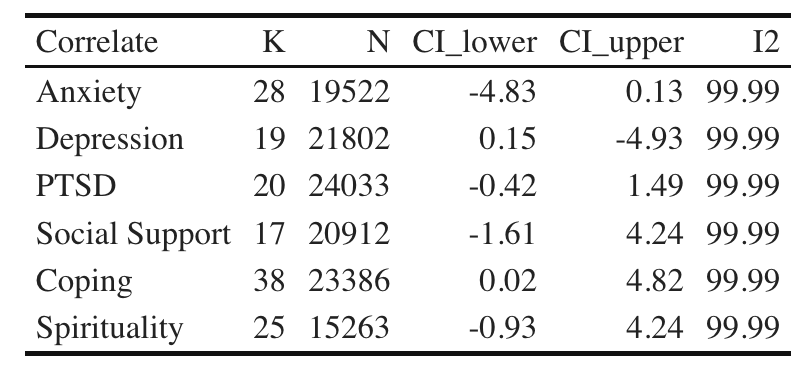 Correlate K N CI_lower CI_upper I2
Anxiety 28 19522 -4.83 0.13 99.99
Depression 19 21802 0.15 -4.93 99.99
PTSD 20 24033 -0.42 1.49 99.99
Social Support 17 20912 -1.61 4.24 99.99
Coping 38 23386 0.02 4.82 99.99
Spirituality 25 15263 -0.93 4.24 99.99